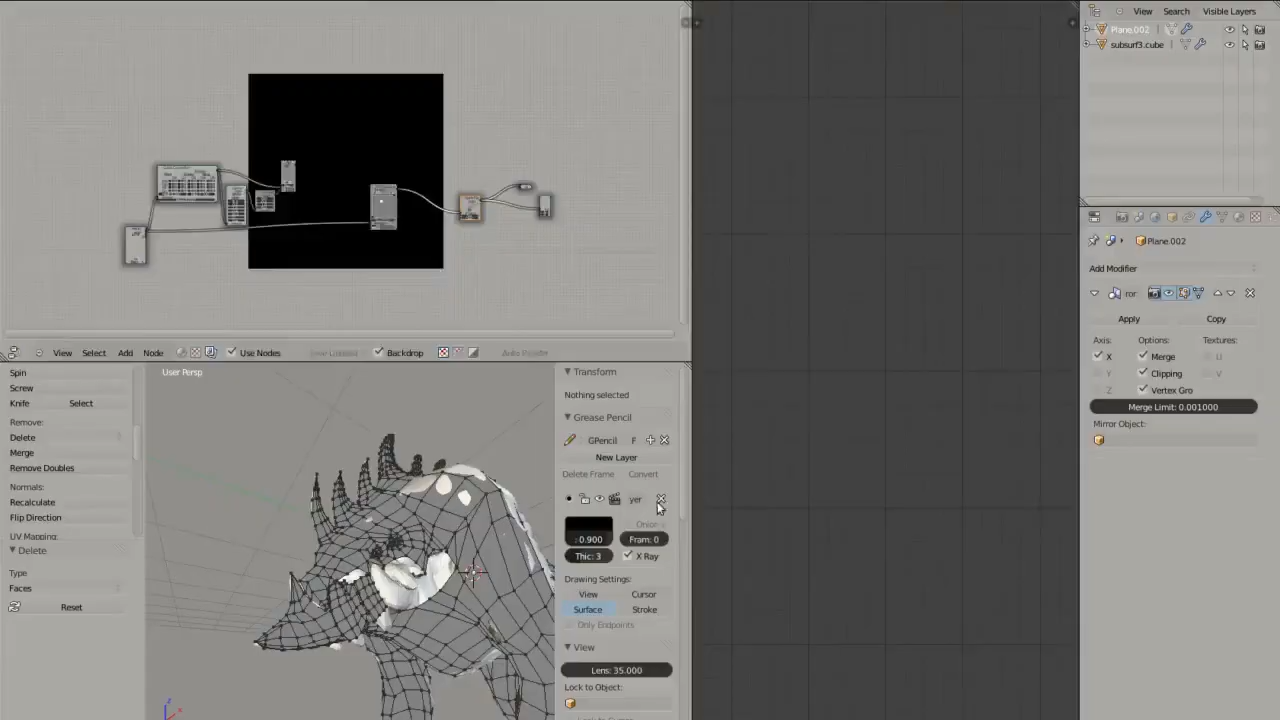 View Search Visible Layers
Plane.002
subsurf3.cube
Plane.002
Add Modifier
ror
Apply Copy
Axis: Options: Textures:
X Merge U
Y Clipping V
Z Vertex Gro
Merge Limit: 0.001000
Mirror Object:
View Select Add Node Use Nodes Backdrop Auto Render
Spin
Screw
Knife Select
Remove:
Delete
Merge
Remove Doubles
Normals:
Recalculate
Flip Direction
UV Mapping:
Delete
Type
Faces
Reset
User Persp
Transform
Nothing selected
Grease Pencil
GPencil F
New Layer
Delete Frame Convert
yer
Onion
0.900 Fram: 0
Thic: 3 X Ray
Drawing Settings:
View Cursor
Surface Stroke
Only Endpoints
View
Lens: 35.000
Lock to Object: